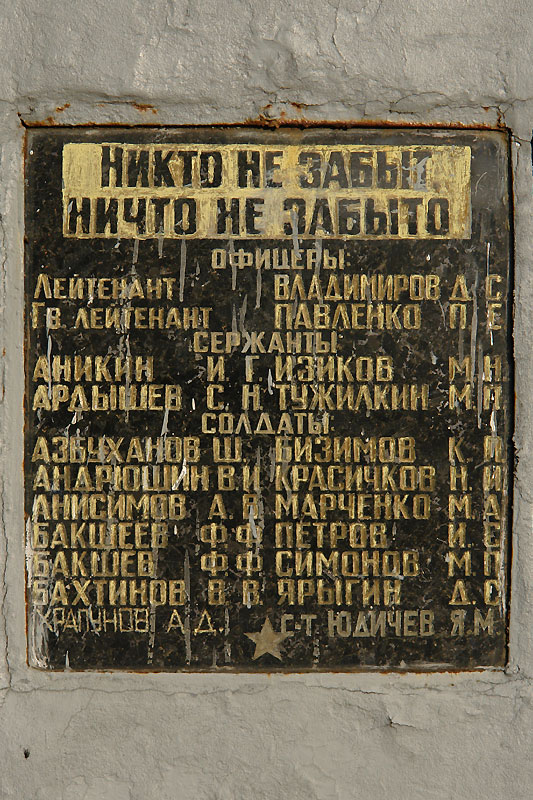 НИКТО НЕ ЗАБЫТ
НИЧТО НЕ ЗАБЫТО
ОФИЦЕРЫ
ЛЕЙТЕНАНТ ВЛАДИМИРОВ Д. С
ГВ. ЛЕЙТЕНАНТ ПАВЛЕНКО П. Е
СЕРЖАНТЫ
АНИКИН И. Г. ИЗИКОВ М. Н
АРДЫШЕВ С. Н. ТУЖИЛКИН М. П
СОЛДАТЫ
АЗБУХАНОВ Ш БИЗИМОВ К. П
АНДРЮШИН В.И. КРАСИЧКОВ Н. И
АНИСИМОВ А. П. МАРЧЕНКО М. А
БАКШЕЕВ Ф.Ф. ПЕТРОВ И. Е
БАКШЕВ Ф.Ф. СИМОНОВ М. П
БАХТИНОВ В. В. ЯРЫГИН Д. С
ХРАПУНОВ А.Д. С-Т ЮДИЧЕВ Я.М